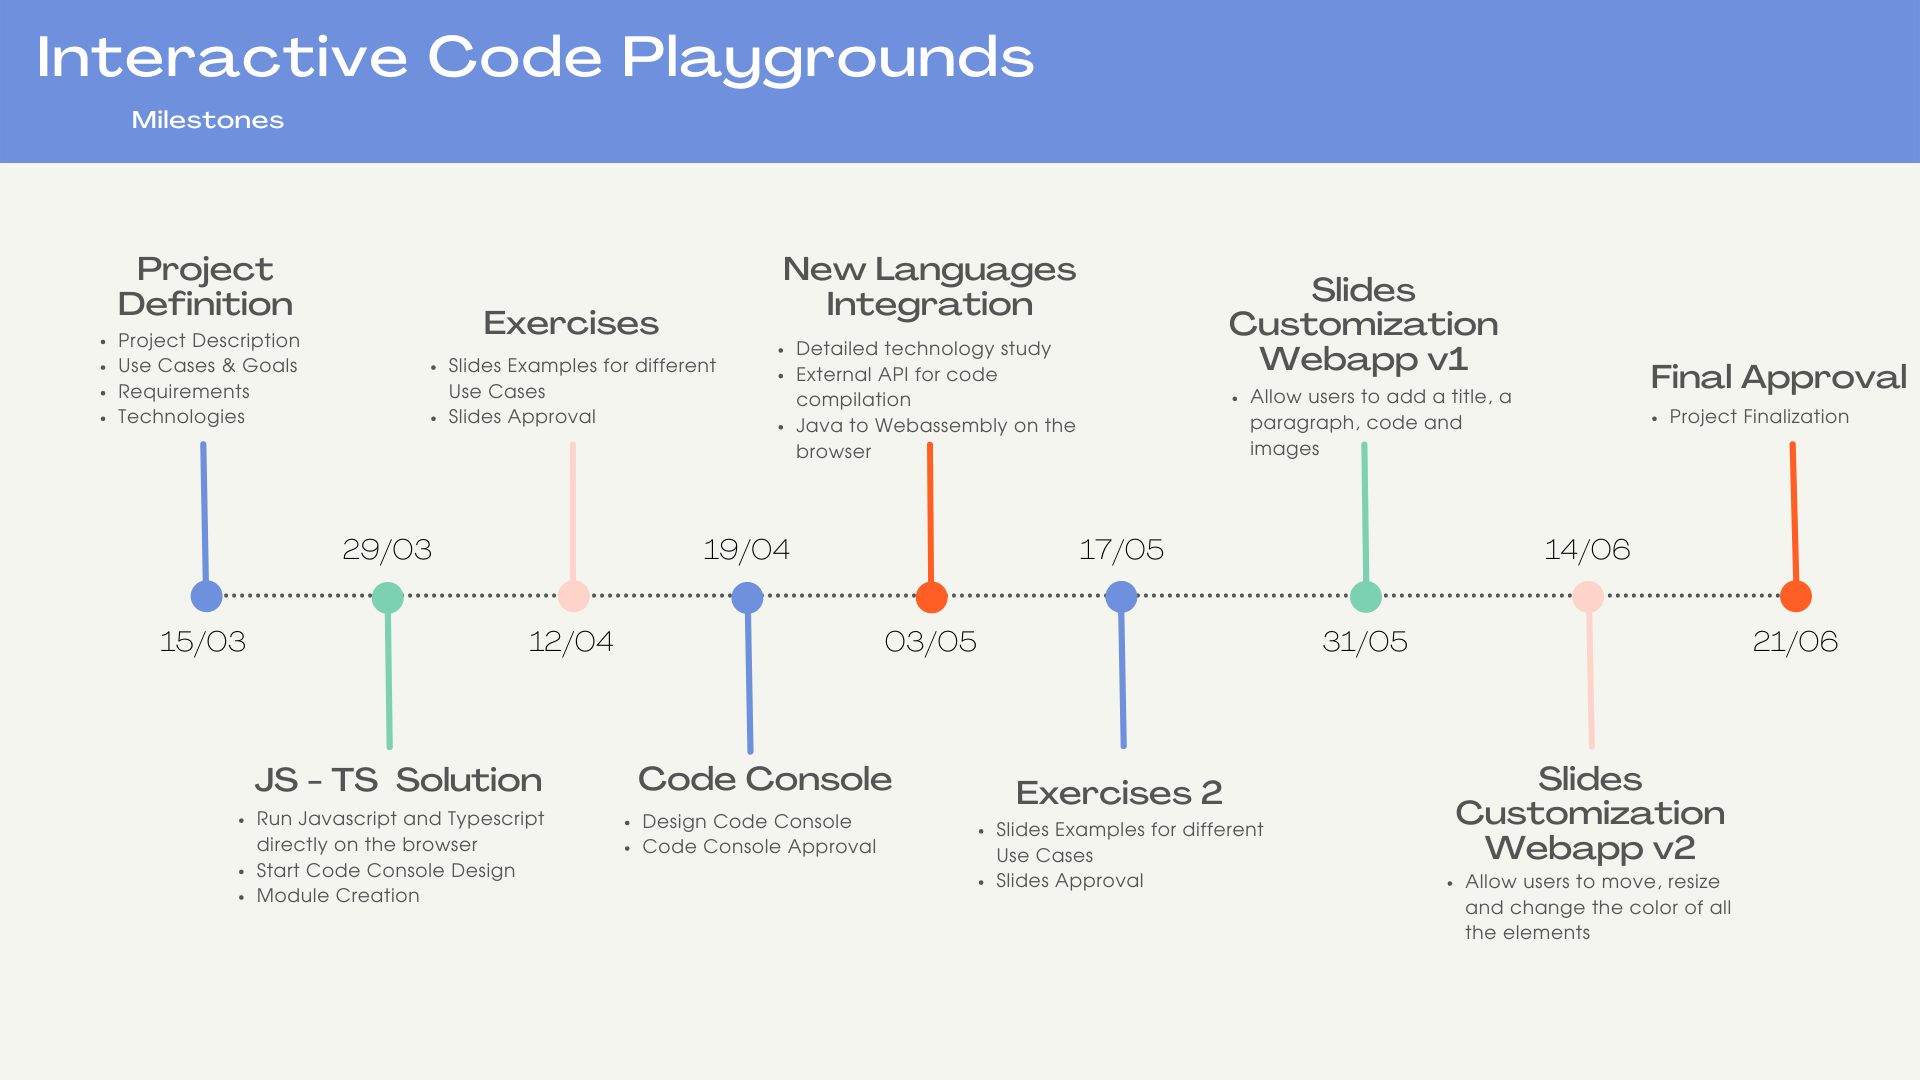 Interactive Code Playgrounds
Milestones
Project
Definition
• Project Description
• Use Cases & Goals
• Requirements
• Technologies
Exercises
• Slides Examples for different
Use Cases
• Slides Approval
New Languages
Integration
• Detailed technology study
• External API for code
compilation
• Java to Webassembly on the
browser
Slides
Customization
Webapp v1
• Allow users to add a title, a
paragraph, code and
images
Final Approval
• Project Finalization
29/03
19/04
17/05
14/06
15/03
12/04
03/05
31/05
21/06
JS - TS  Solution
• Run Javascript and Typescript
directly on the browser
• Start Code Console Design
• Module Creation
Code Console
• Design Code Console
• Code Console Approval
Exercises 2
• Slides Examples for different
Use Cases
• Slides Approval
Slides
Customization
Webapp v2
• Allow users to move, resize
and change the color of all
the elements